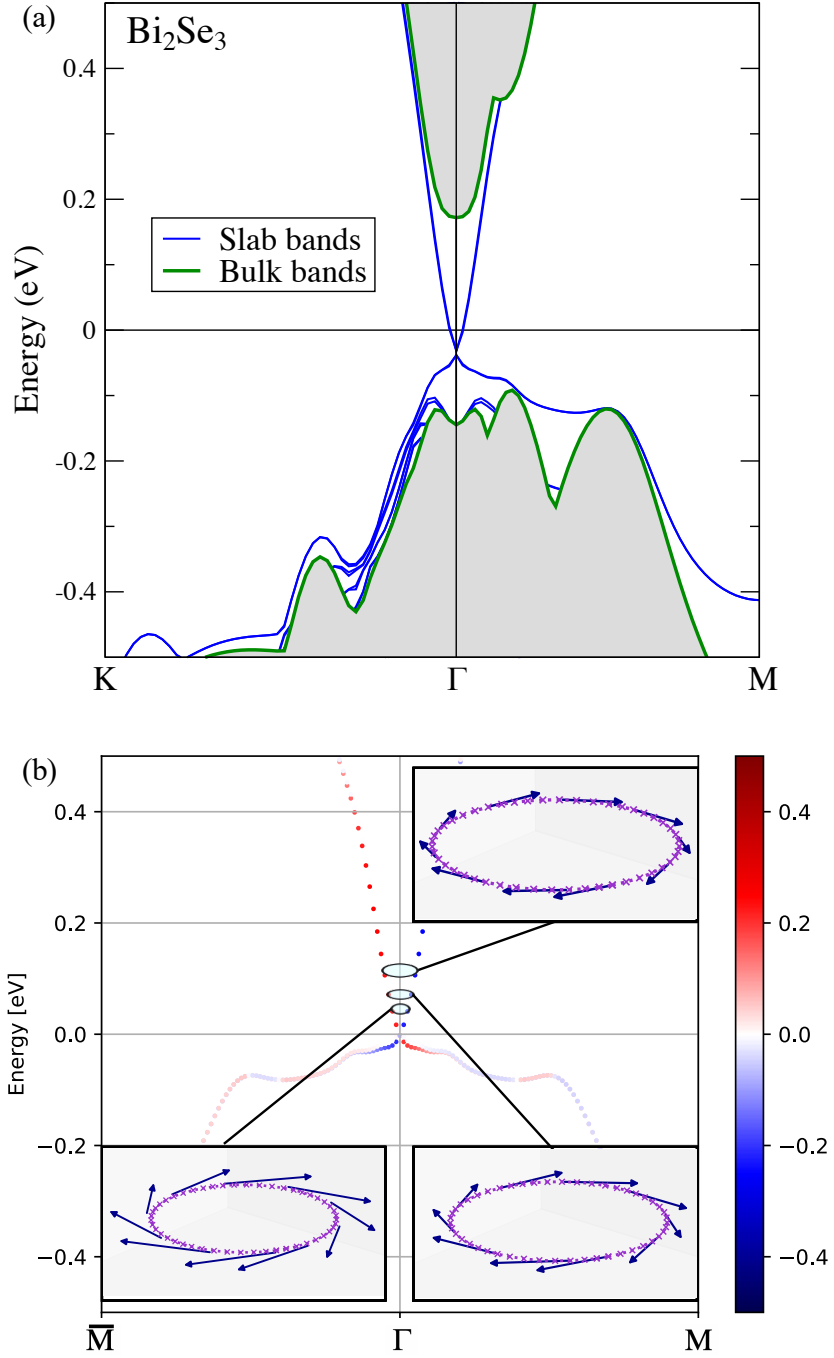 (a)
Bi₂Se₃
0.4
0.2
0
-0.2
-0.4
Energy (eV)
Slab bands
Bulk bands
K
Γ
M
(b)
0.4
0.2
0.0
−0.2
−0.4
Energy [eV]
M̅
Γ
M
0.4
0.2
0.0
−0.2
−0.4